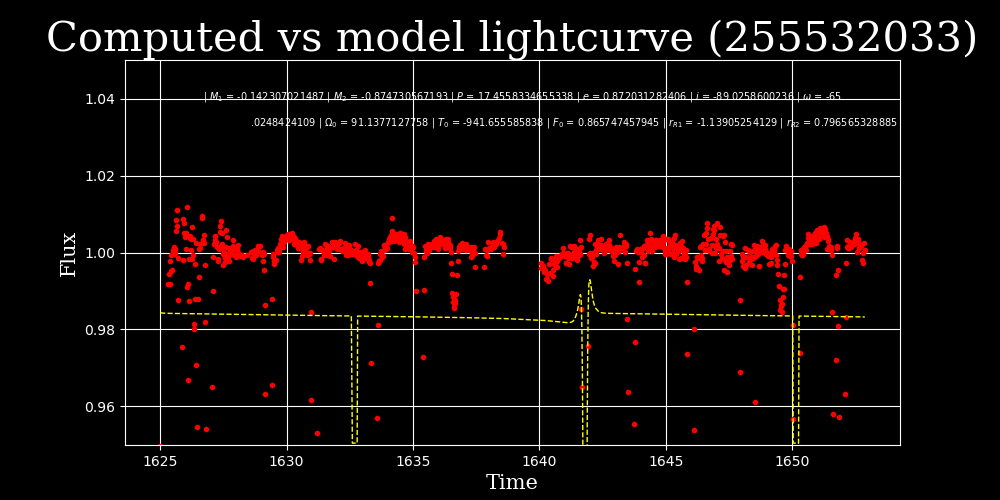 Computed vs model lightcurve (255532033)
| M₁ = -0.142307021487 | M₂ = -0.874730567193 | P = 17.4558334655338 | e = 0.872031282406 | i = -89.0258600236 | ω = -65
.0248424109 | Ω₀ = 91.1377127758 | T₀ = -941.655585838 | F₀ = 0.865747457945 | r_R1 = -1.13905254129 | r_R2 = 0.796565328885
Flux
1.04
1.02
1.00
0.98
0.96
1625 1630 1635 1640 1645 1650
Time